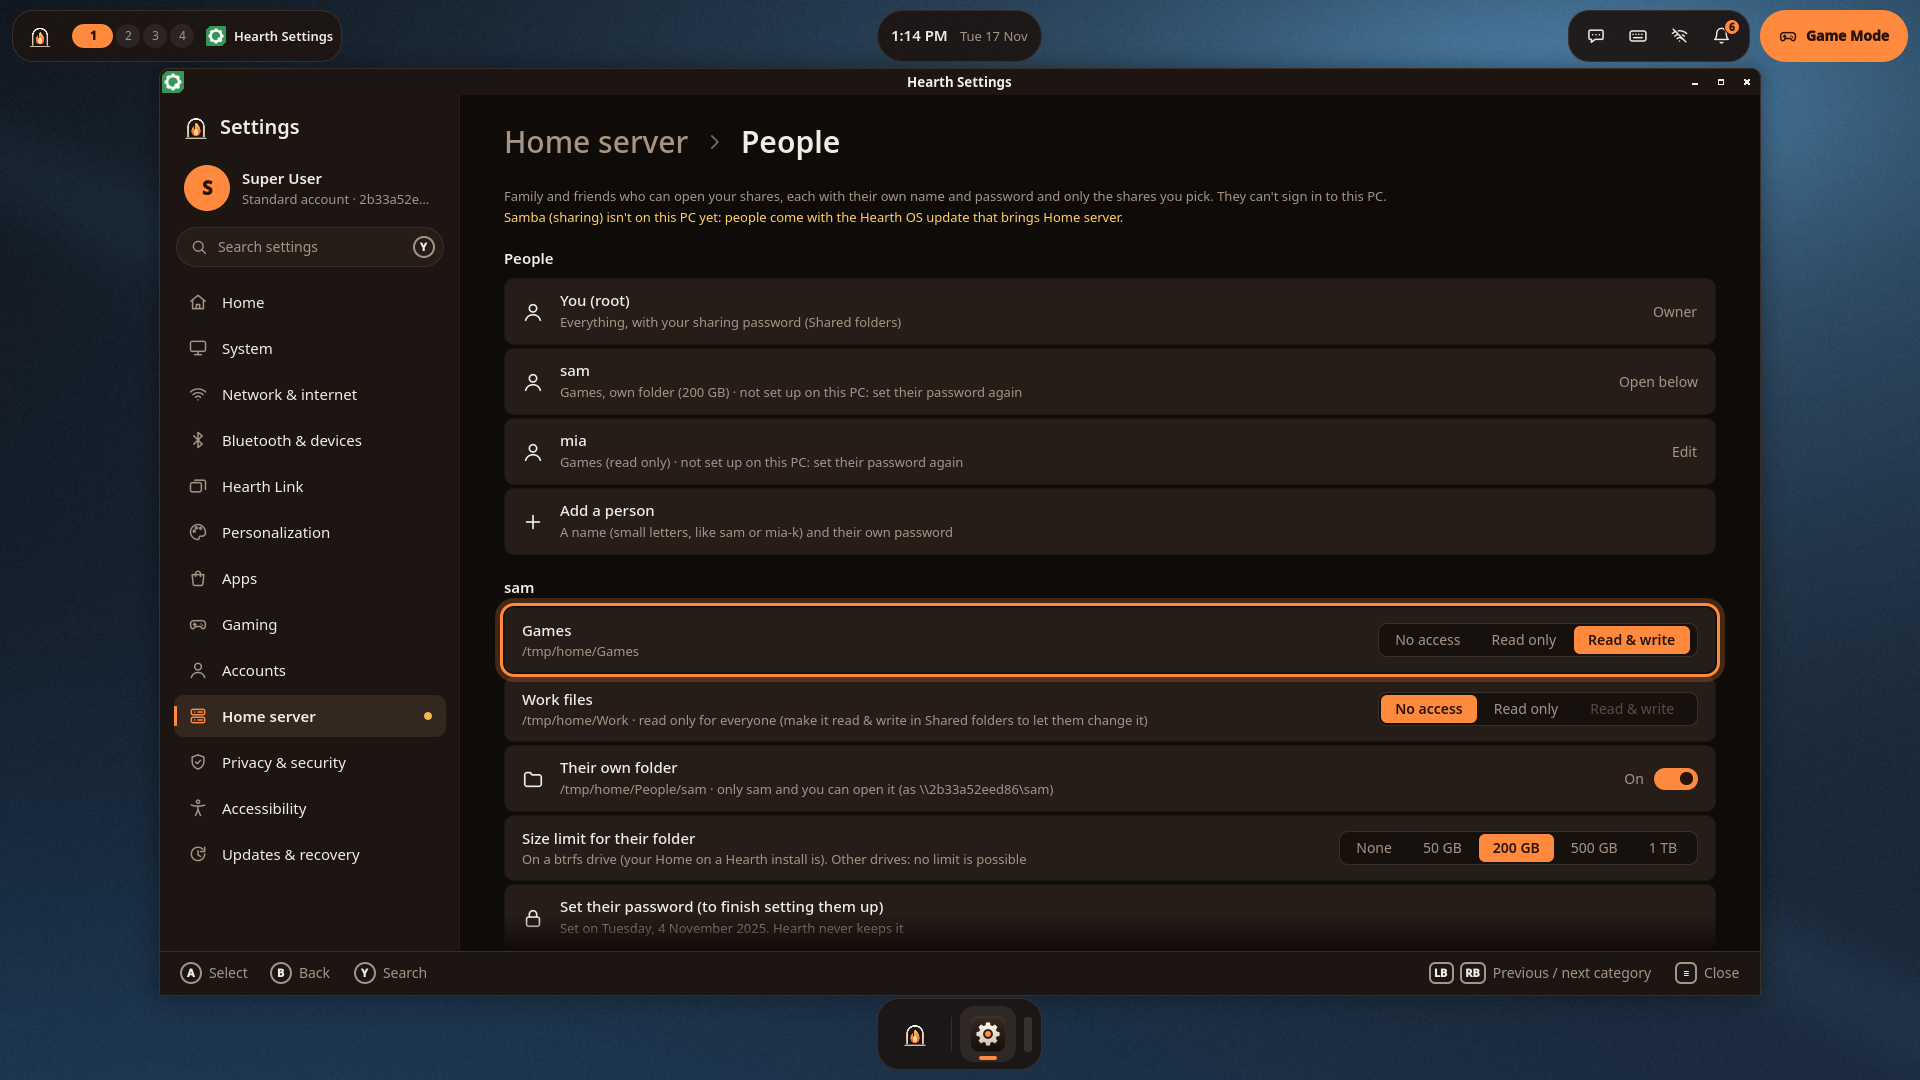 1 2 3 4 Hearth Settings
1:14 PM Tue 17 Nov
6
Game Mode
Hearth Settings
Settings
S
Super User
Standard account · 2b33a52e...
Search settings Y
Home
System
Network & internet
Bluetooth & devices
Hearth Link
Personalization
Apps
Gaming
Accounts
Home server
Privacy & security
Accessibility
Updates & recovery
Home server > People
Family and friends who can open your shares, each with their own name and password and only the shares you pick. They can't sign in to this PC.
Samba (sharing) isn't on this PC yet: people come with the Hearth OS update that brings Home server.
People
You (root)
Everything, with your sharing password (Shared folders)
Owner
sam
Games, own folder (200 GB) · not set up on this PC: set their password again
Open below
mia
Games (read only) · not set up on this PC: set their password again
Edit
Add a person
A name (small letters, like sam or mia-k) and their own password
sam
Games
/tmp/home/Games
No access Read only Read & write
Work files
/tmp/home/Work · read only for everyone (make it read & write in Shared folders to let them change it)
No access Read only Read & write
Their own folder
/tmp/home/People/sam · only sam and you can open it (as \\2b33a52eed86\sam)
On
Size limit for their folder
On a btrfs drive (your Home on a Hearth install is). Other drives: no limit is possible
None 50 GB 200 GB 500 GB 1 TB
Set their password (to finish setting them up)
Set on Tuesday, 4 November 2025. Hearth never keeps it
A Select B Back Y Search
LB RB Previous / next category Close